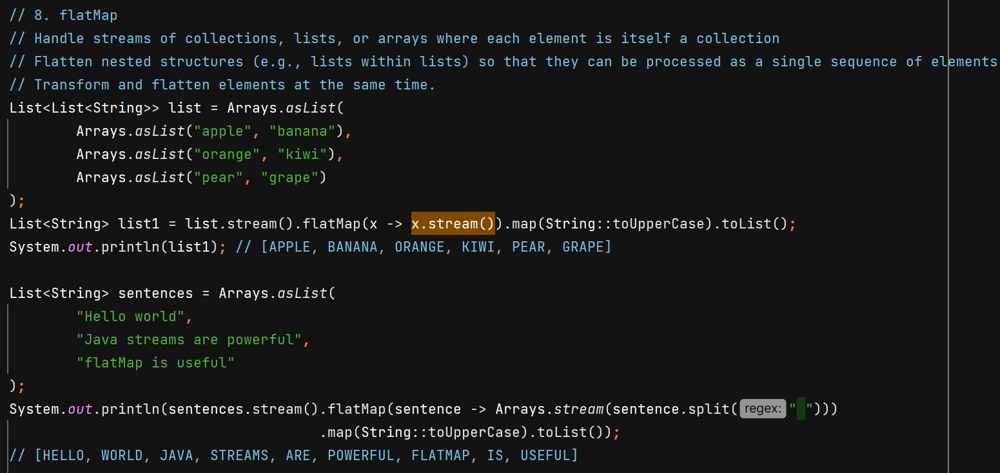 // 8. flatMap
// Handle streams of collections, lists, or arrays where each element is itself a collection
// Flatten nested structures (e.g., lists within lists) so that they can be processed as a single sequence of elements
// Transform and flatten elements at the same time.
List<List<String>> list = Arrays.asList(
        Arrays.asList("apple", "banana"),
        Arrays.asList("orange", "kiwi"),
        Arrays.asList("pear", "grape")
);
List<String> list1 = list.stream().flatMap(x -> x.stream()).map(String::toUpperCase).toList();
System.out.println(list1); // [APPLE, BANANA, ORANGE, KIWI, PEAR, GRAPE]

List<String> sentences = Arrays.asList(
        "Hello world",
        "Java streams are powerful",
        "flatMap is useful"
);
System.out.println(sentences.stream().flatMap(sentence -> Arrays.stream(sentence.split(regex: " ")))
                                     .map(String::toUpperCase).toList());
// [HELLO, WORLD, JAVA, STREAMS, ARE, POWERFUL, FLATMAP, IS, USEFUL]